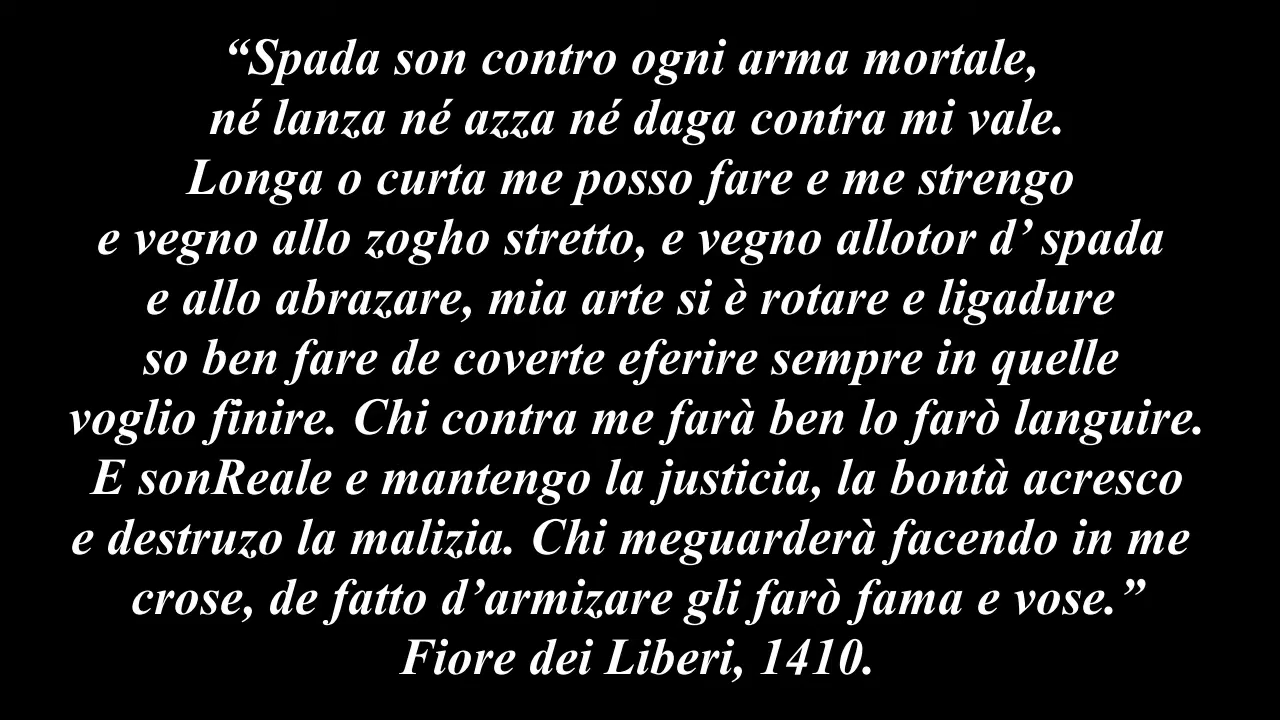 “Spada son contro ogni arma mortale,
né lanza né azza né daga contra mi vale.
Longa o curta me posso fare e me strengo
e vegno allo zogho stretto, e vegno allotor d’ spada
e allo abrazare, mia arte si è rotare e ligadure
so ben fare de coverte eferire sempre in quelle
voglio finire. Chi contra me farà ben lo farò languire.
E sonReale e mantengo la justicia, la bontà acresco
e destruzo la malizia. Chi meguarderà facendo in me
crose, de fatto d’armizare gli farò fama e vose.”
Fiore dei Liberi, 1410.